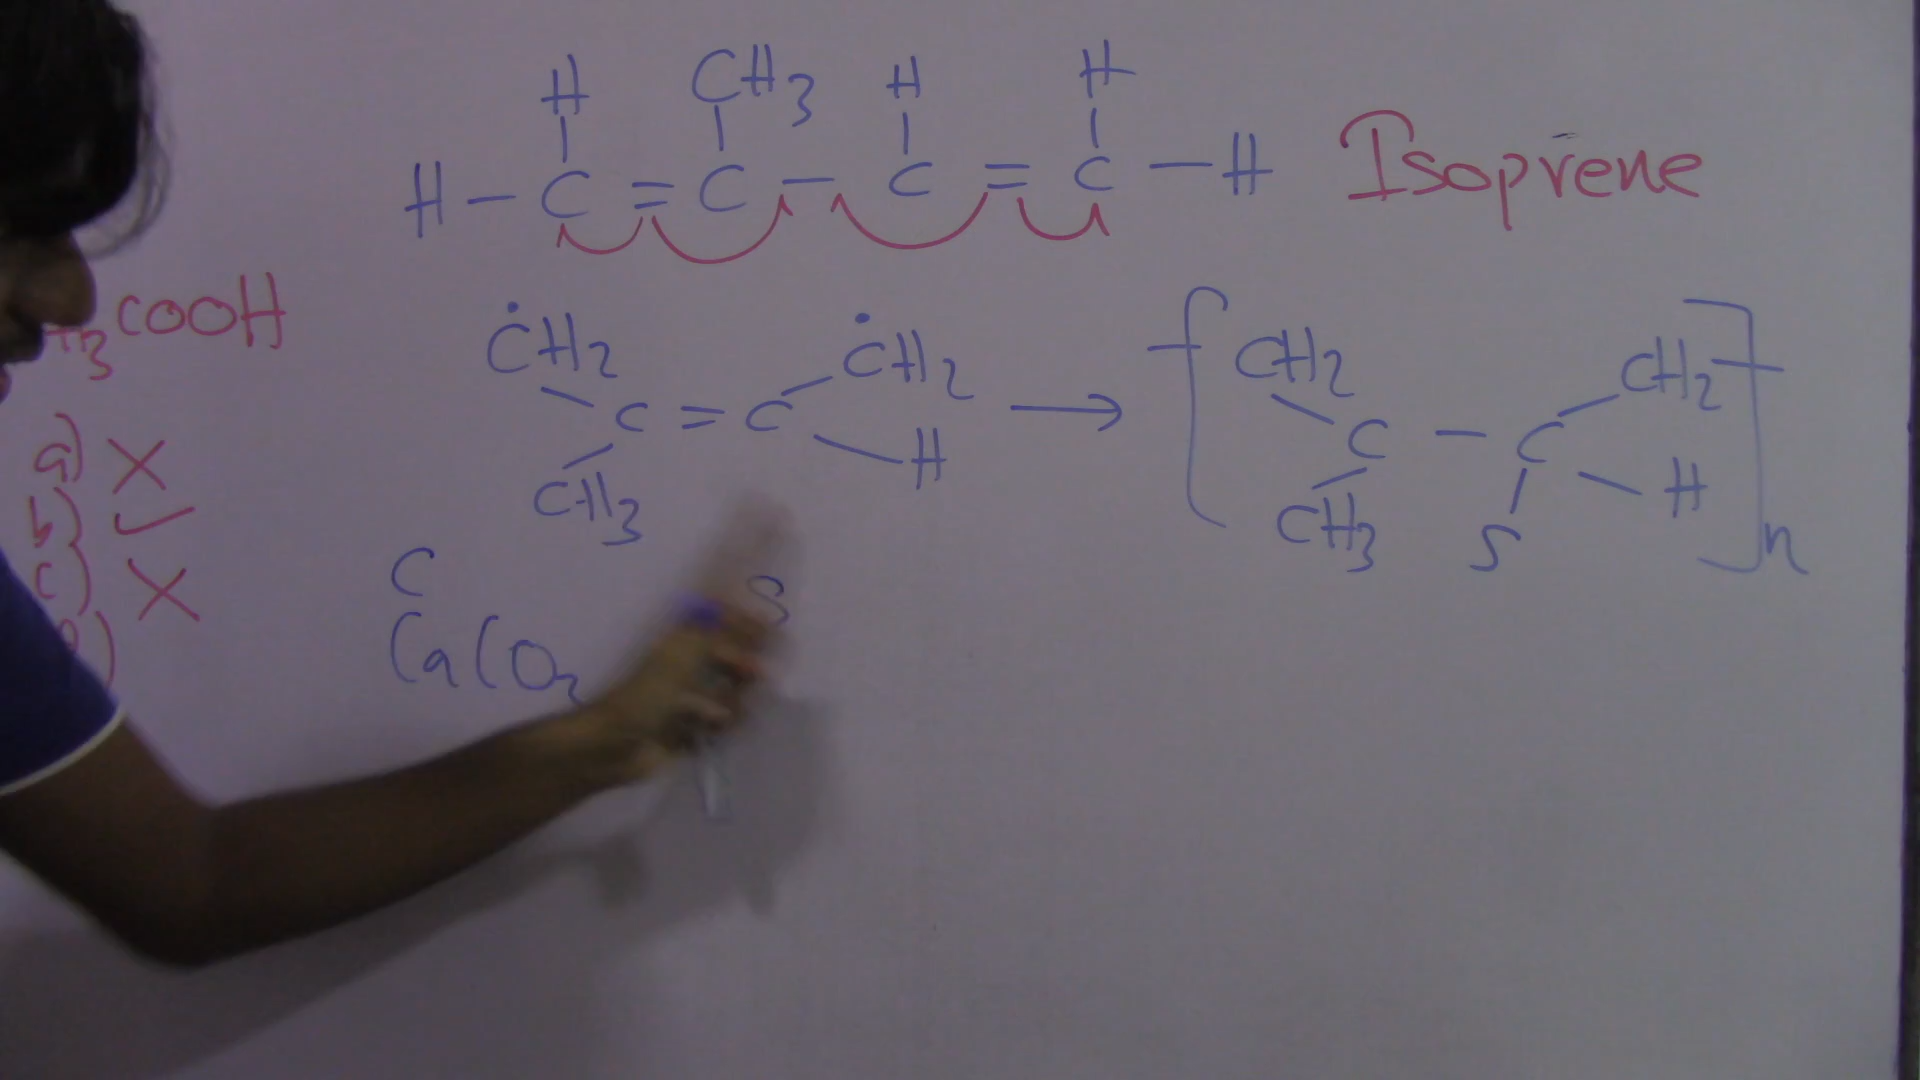 H CH3 H H
H - C = C - C = C - H Isoprene
3COOH
ĊH2 ĊH2 CH2 CH2
C = C → C - C
CH3 H CH3 S H n
a) X
b) ✓
c) X
C S
CaCO3